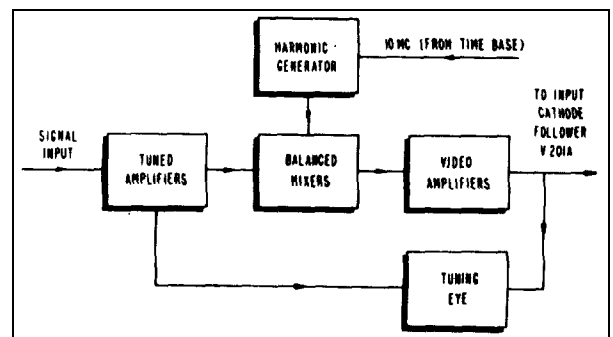 HARMONIC
GENERATOR
10 MC (FROM TIME BASE)
TO INPUT
CATHODE
FOLLOWER
V 201A
SIGNAL
INPUT
TUNED
AMPLIFIERS
BALANCED
MIXERS
VIDEO
AMPLIFIERS
TUNING
EYE